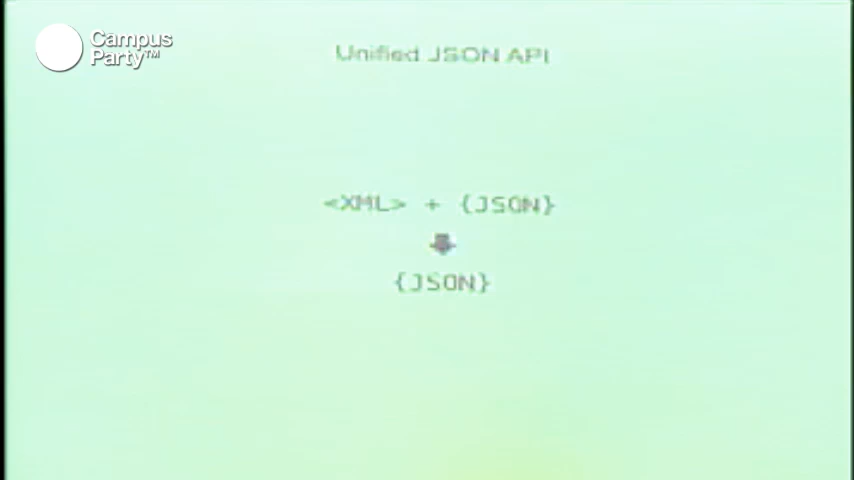 Campus
Party™
Unified JSON API
<XML> + {JSON}
{JSON}